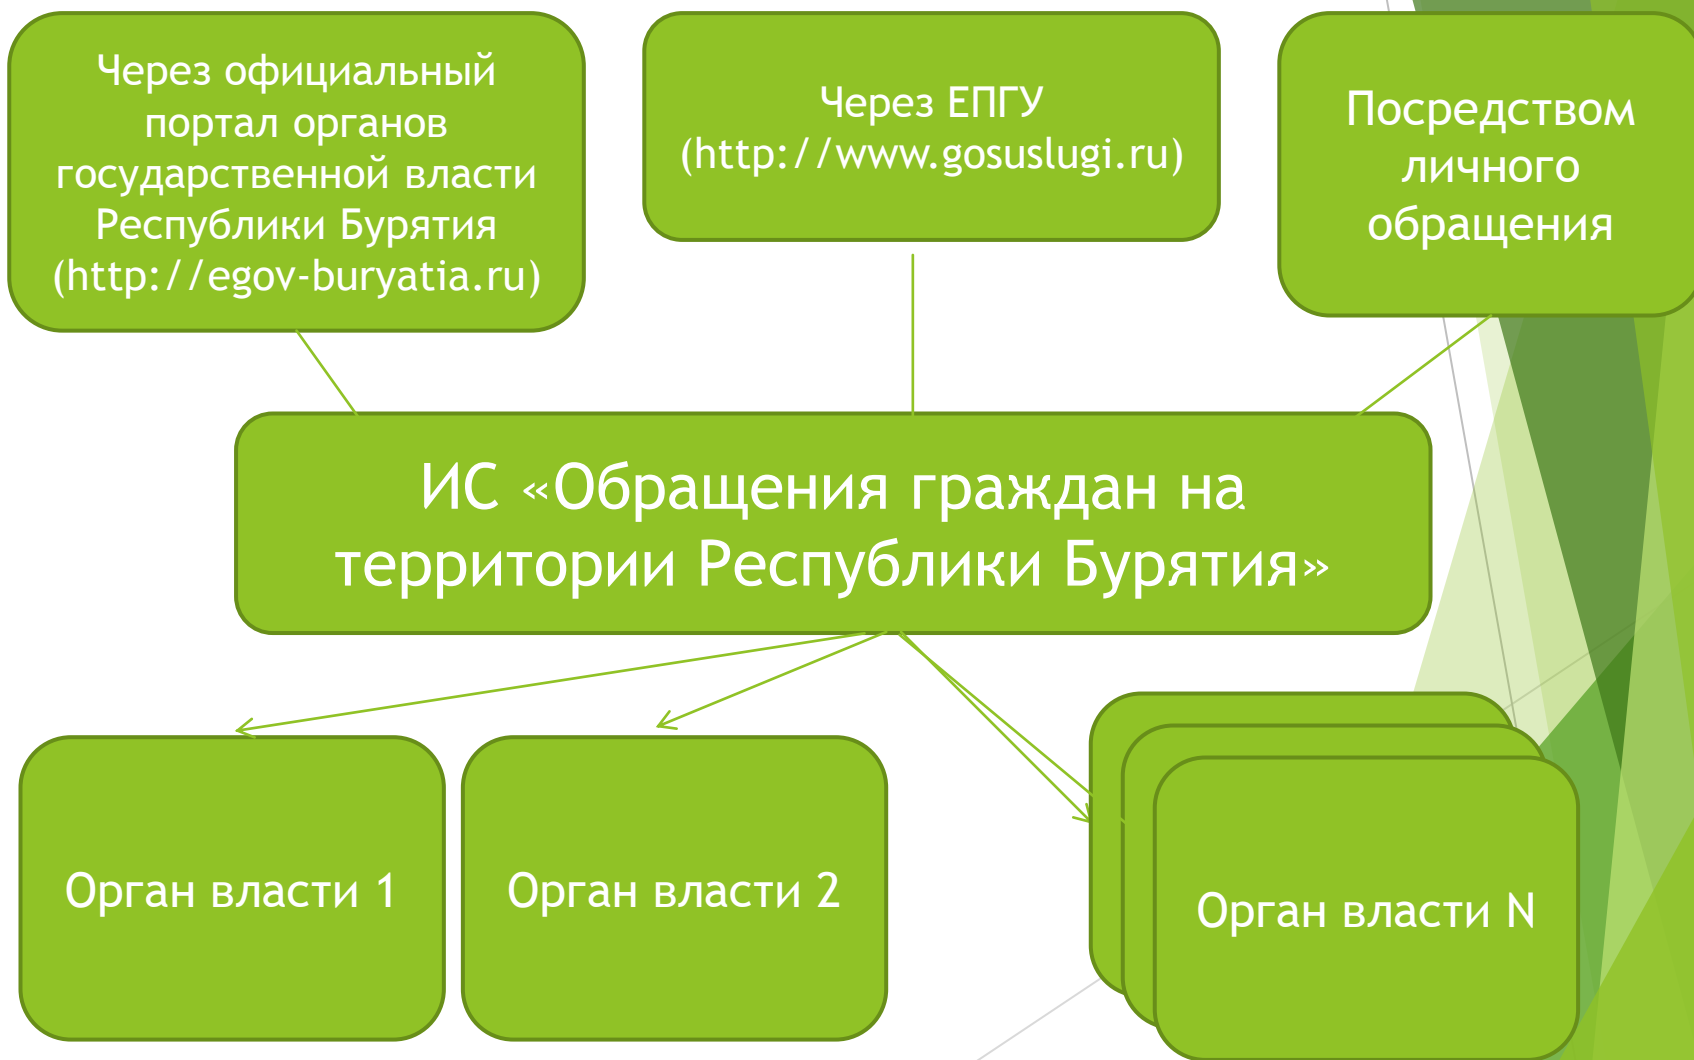 Через официальный
портал органов
государственной власти
Республики Бурятия
(http://egov-buryatia.ru)
Через ЕПГУ
(http://www.gosuslugi.ru)
Посредством
личного
обращения
ИС «Обращения граждан на
территории Республики Бурятия»
Орган власти 1
Орган власти 2
Орган власти N